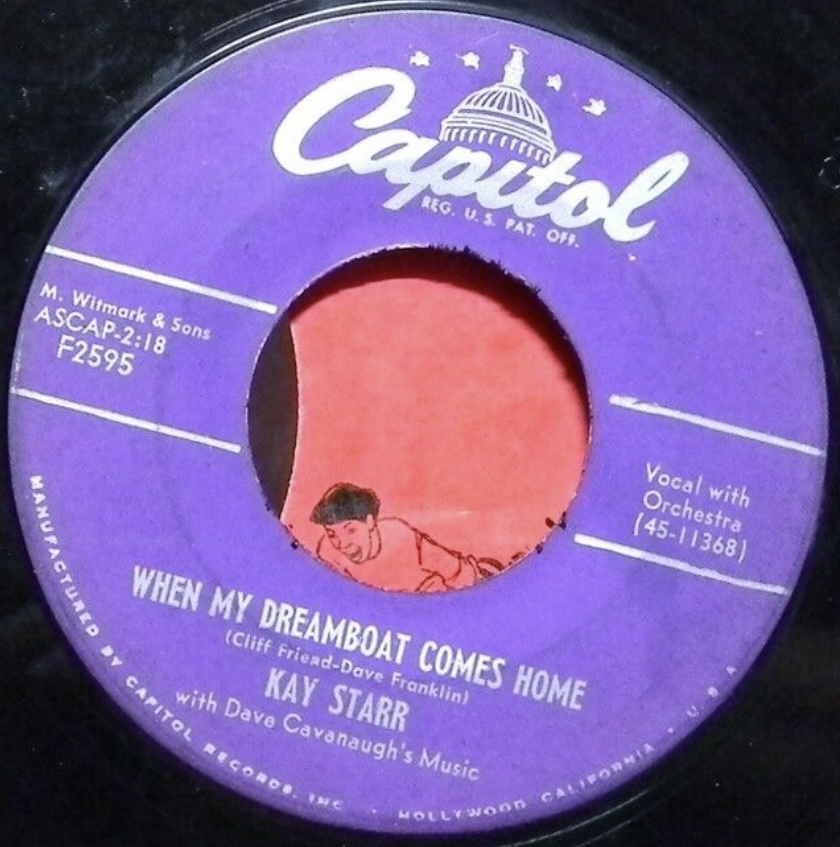 Capitol
REG. U.S. PAT. OFF.
M. Witmark & Sons
ASCAP-2:18
F2595
Vocal with
Orchestra
(45-11368)
WHEN MY DREAMBOAT COMES HOME
(Cliff Friend-Dave Franklin)
KAY STARR
with Dave Cavanaugh's Music
MANUFACTURED BY CAPITOL RECORDS, INC. • HOLLYWOOD CALIFORNIA • U S A